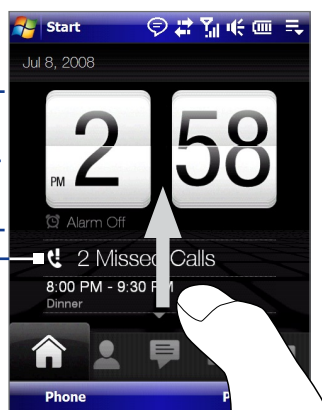 Start
Jul 8, 2008
2 58
PM
Alarm Off
2 Missed Calls
8:00 PM - 9:30 PM
Dinner
Phone